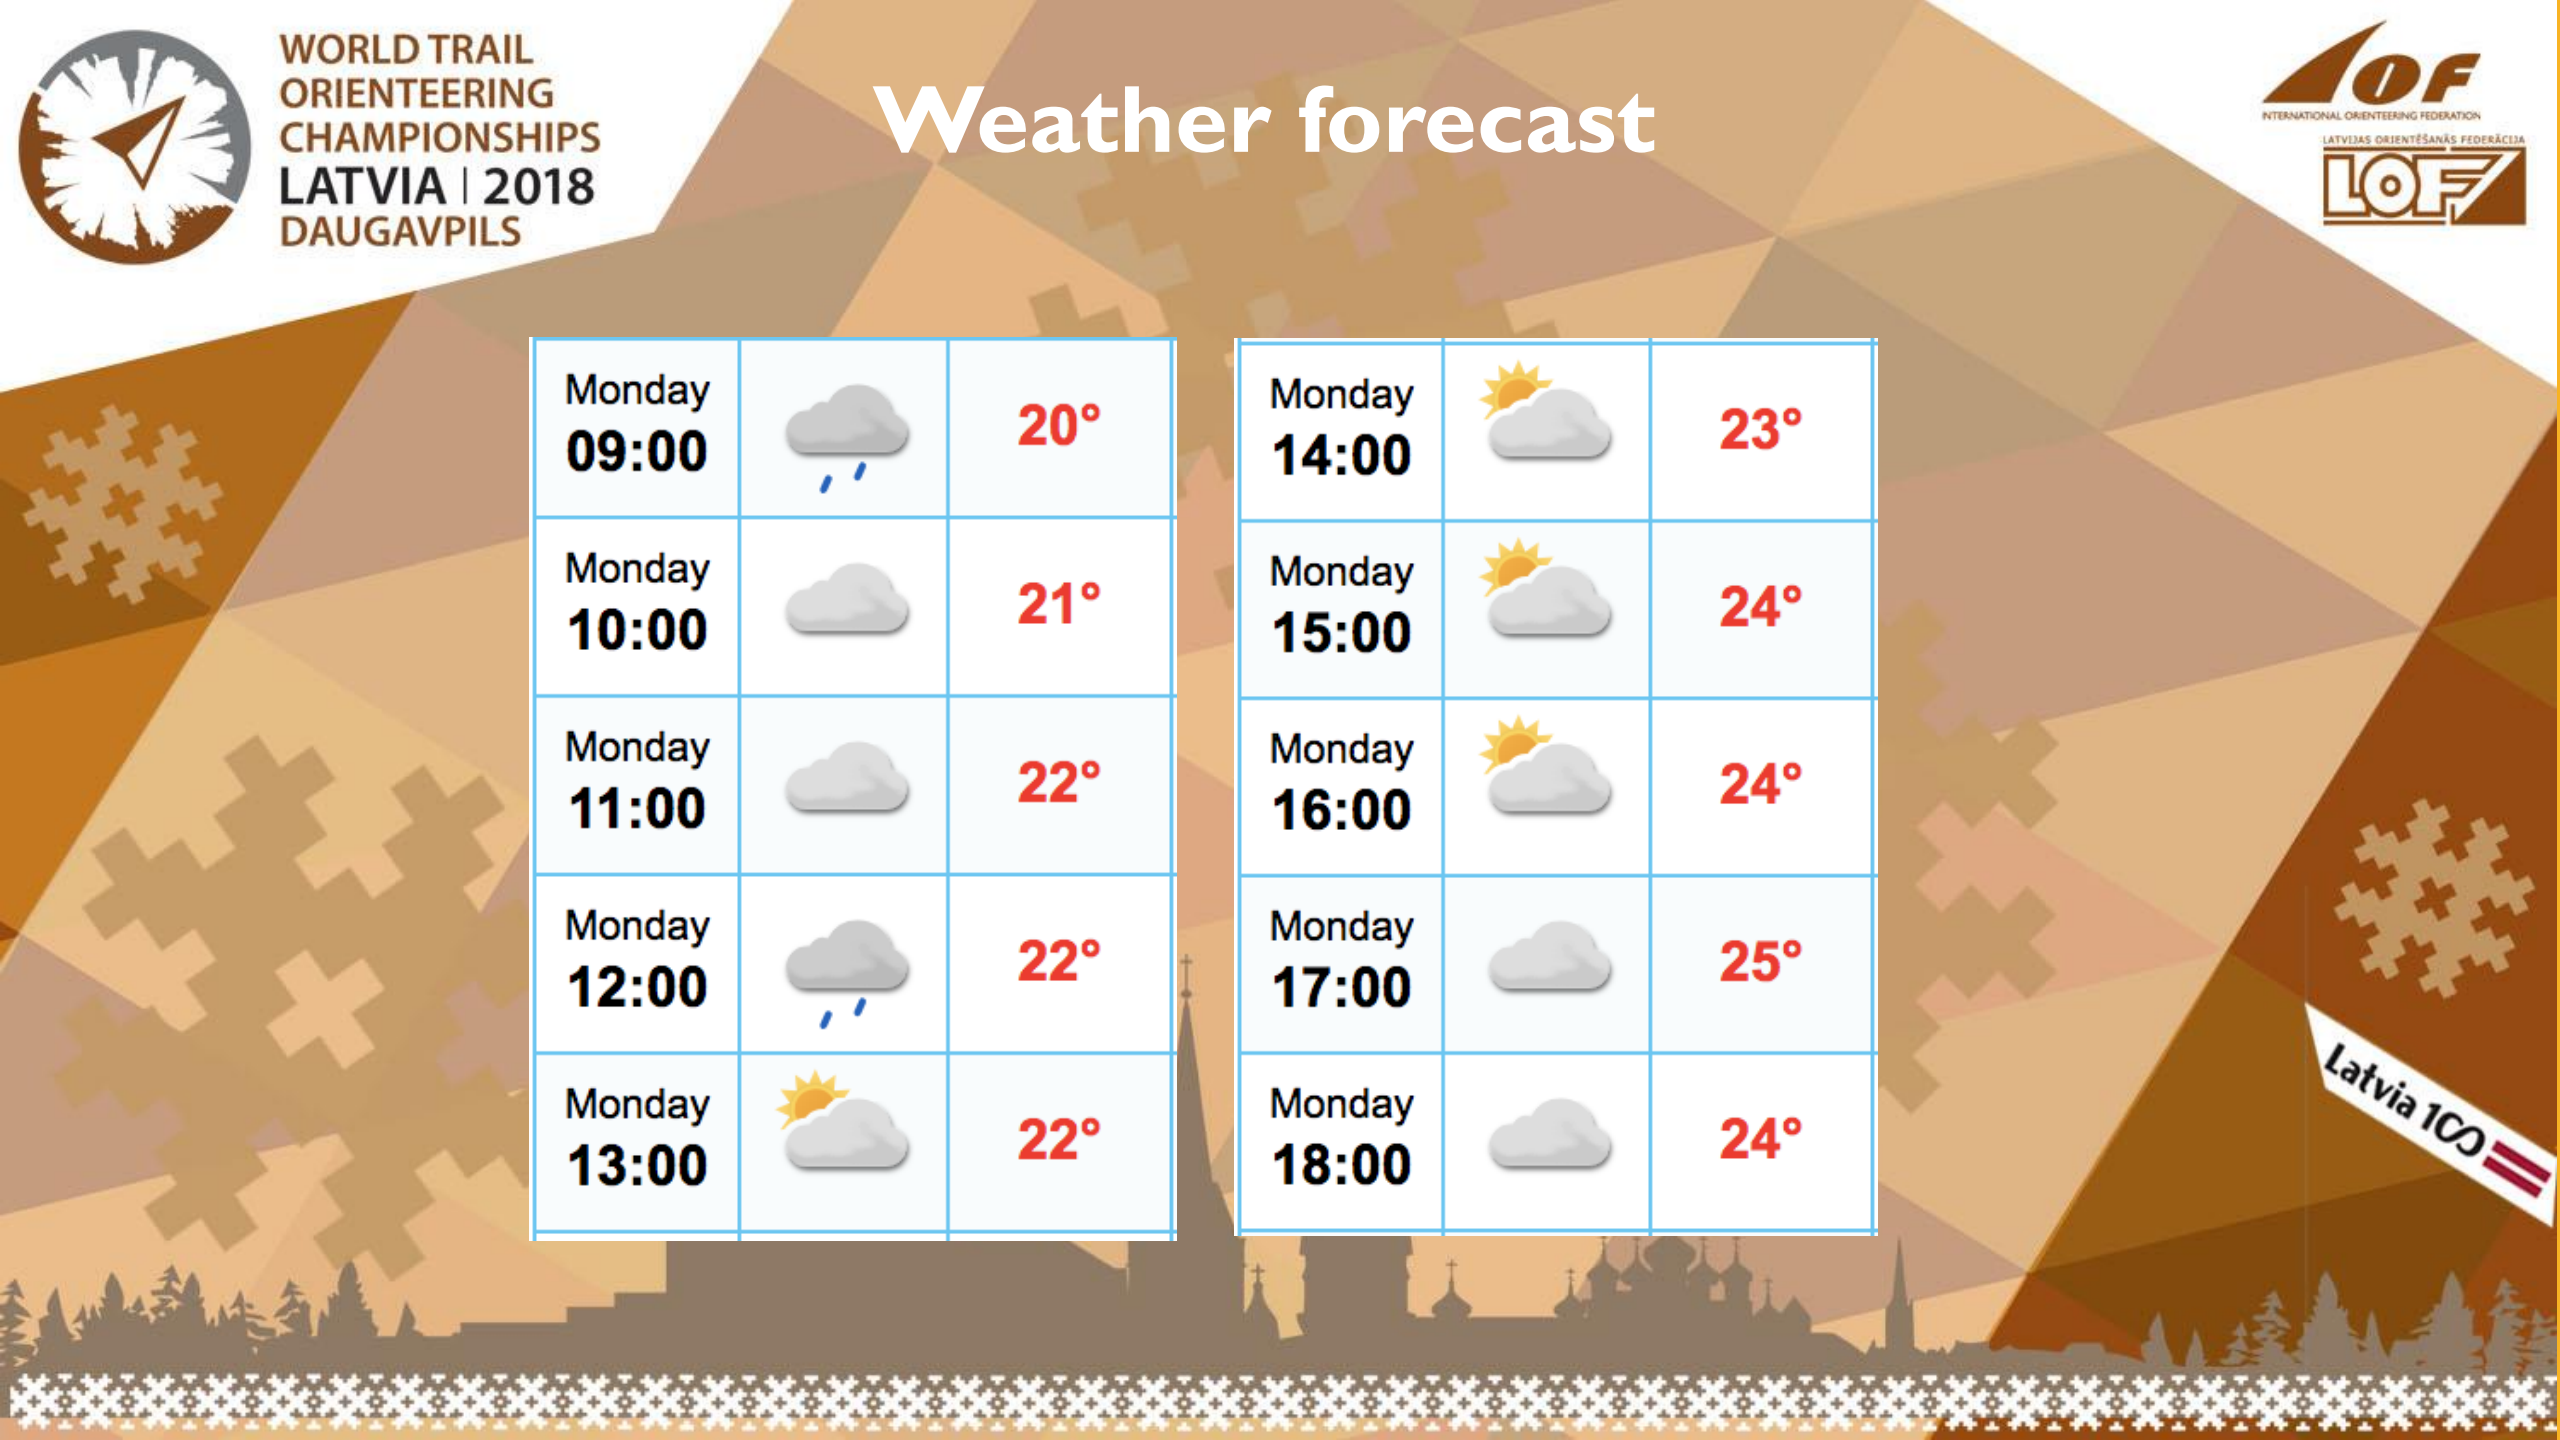 WORLD TRAIL
ORIENTEERING
CHAMPIONSHIPS
LATVIA | 2018
DAUGAVPILS
Weather forecast
IOF
INTERNATIONAL ORIENTEERING FEDERATION
LATVIJAS ORIENTĒŠANĀS FEDERĀCIJA
LOF
Monday
09:00
20°
Monday
10:00
21°
Monday
11:00
22°
Monday
12:00
22°
Monday
13:00
22°
Monday
14:00
23°
Monday
15:00
24°
Monday
16:00
24°
Monday
17:00
25°
Monday
18:00
24°
Latvia 100